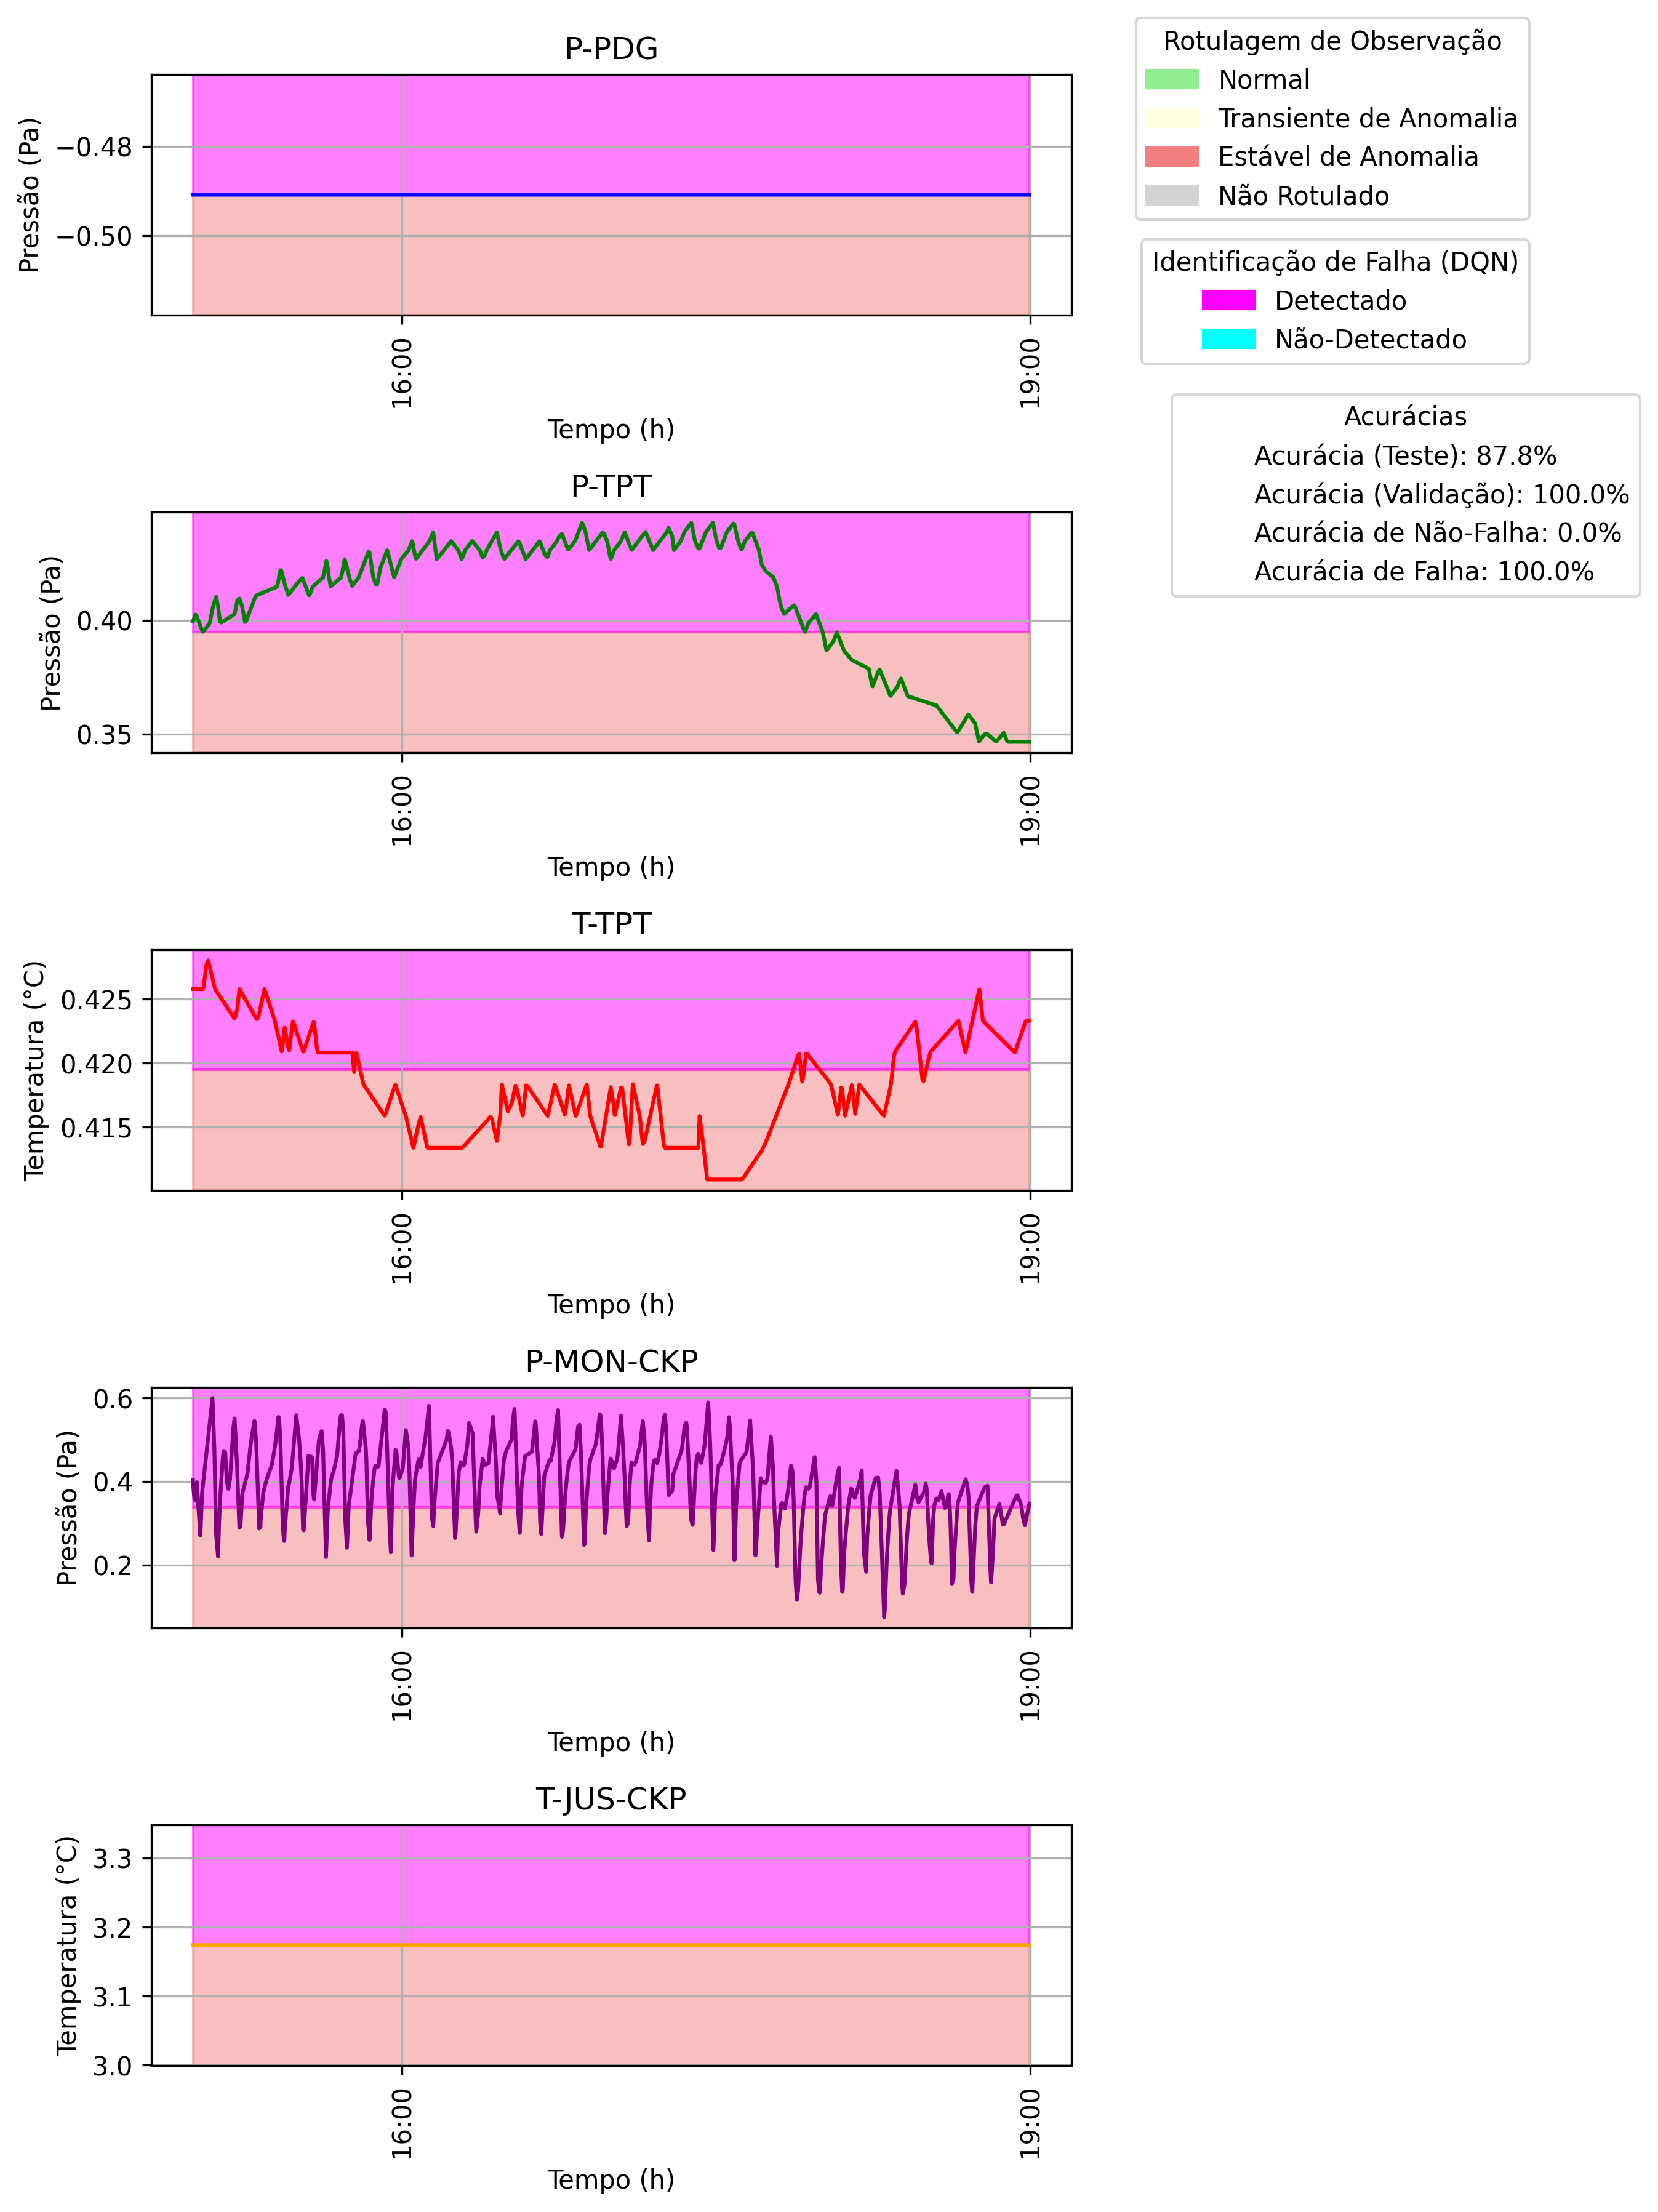 P-PDG
Pressão (Pa)
−0.48
−0.50
16:00
19:00
Tempo (h)
Rotulagem de Observação
Normal
Transiente de Anomalia
Estável de Anomalia
Não Rotulado
Identificação de Falha (DQN)
Detectado
Não-Detectado
Acurácias
Acurácia (Teste): 87.8%
Acurácia (Validação): 100.0%
Acurácia de Não-Falha: 0.0%
Acurácia de Falha: 100.0%
P-TPT
Pressão (Pa)
0.40
0.35
16:00
19:00
Tempo (h)
T-TPT
Temperatura (°C)
0.425
0.420
0.415
16:00
19:00
Tempo (h)
P-MON-CKP
Pressão (Pa)
0.6
0.4
0.2
16:00
19:00
Tempo (h)
T-JUS-CKP
Temperatura (°C)
3.3
3.2
3.1
3.0
16:00
19:00
Tempo (h)